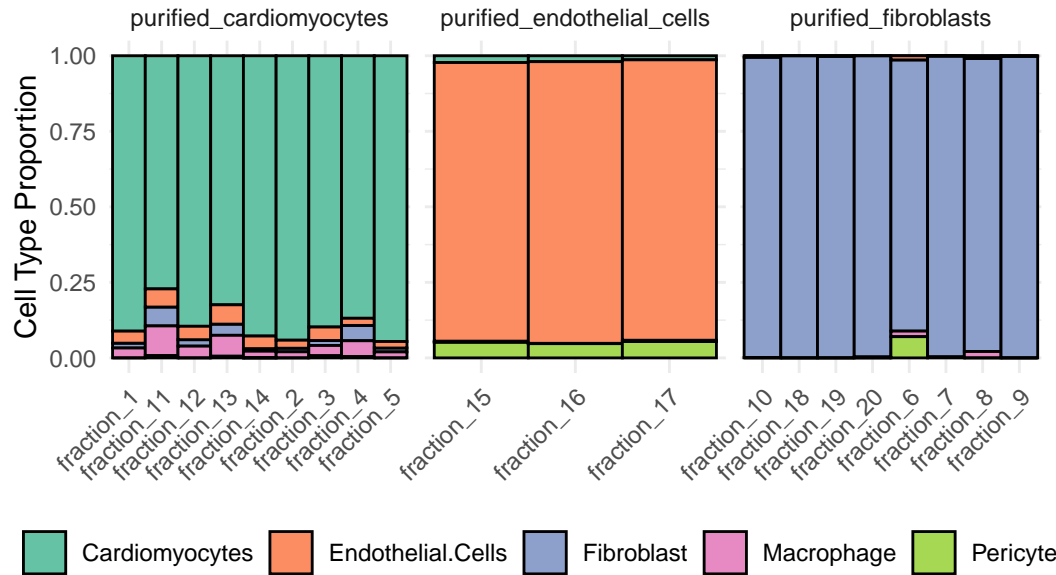 purified_cardiomyocytes purified_endothelial_cells purified_fibroblasts
Cell Type Proportion
1.00
0.75
0.50
0.25
0.00
fraction_1 fraction_11 fraction_12 fraction_13 fraction_14 fraction_2 fraction_3 fraction_4 fraction_5 fraction_15 fraction_16 fraction_17 fraction_10 fraction_18 fraction_19 fraction_20 fraction_6 fraction_7 fraction_8 fraction_9
Cardiomyocytes Endothelial.Cells Fibroblast Macrophage Pericyte